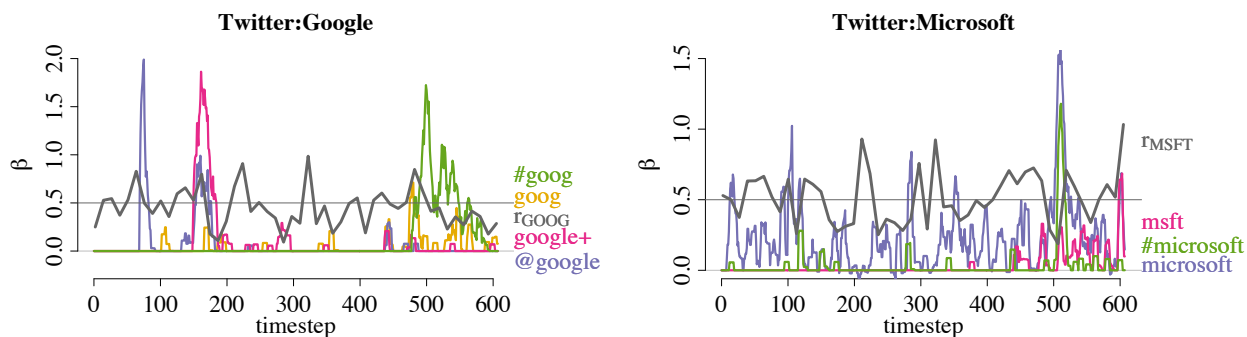 Twitter:Google
β
2.0
1.5
1.0
0.5
0.0
#goog
goog
rGOOG
google+
@google
0 100 200 300 400 500 600
timestep
Twitter:Microsoft
β
1.5
1.0
0.5
0.0
rMSFT
msft
#microsoft
microsoft
0 100 200 300 400 500 600
timestep